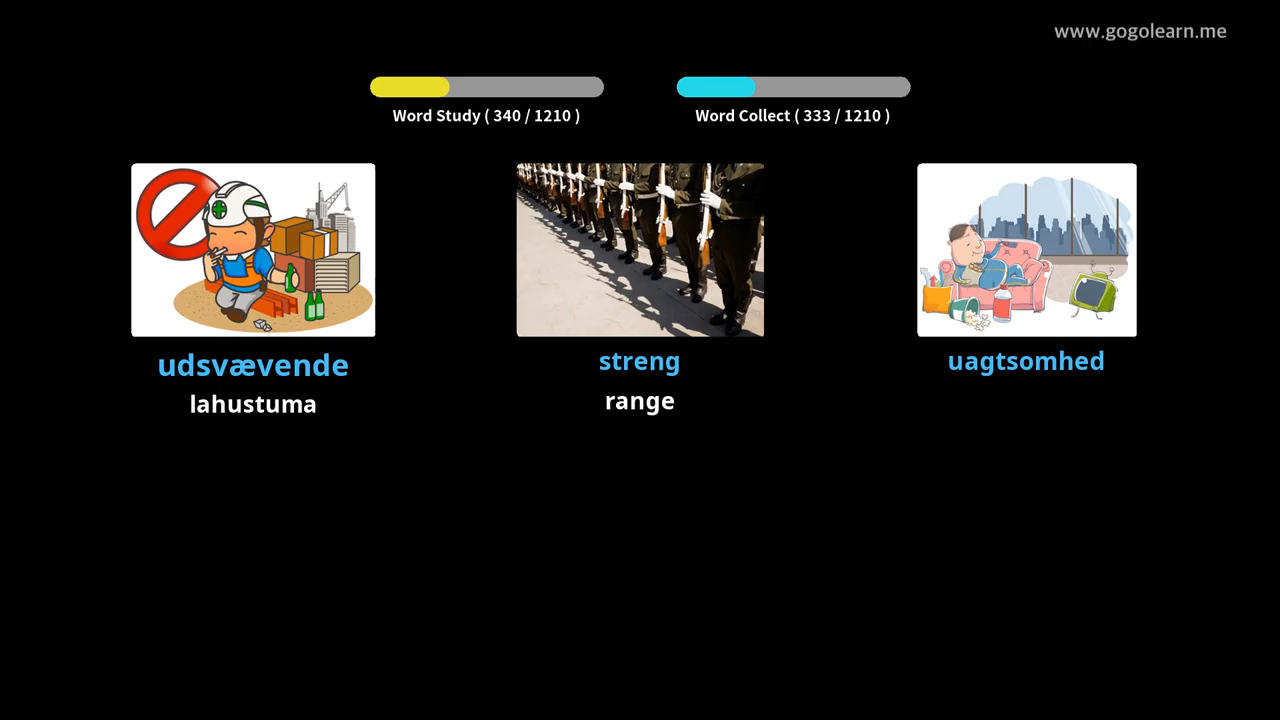 www.gogolearn.me
Word Study ( 340 / 1210 )
Word Collect ( 333 / 1210 )
udsvævende
lahustuma
streng
range
uagtsomhed